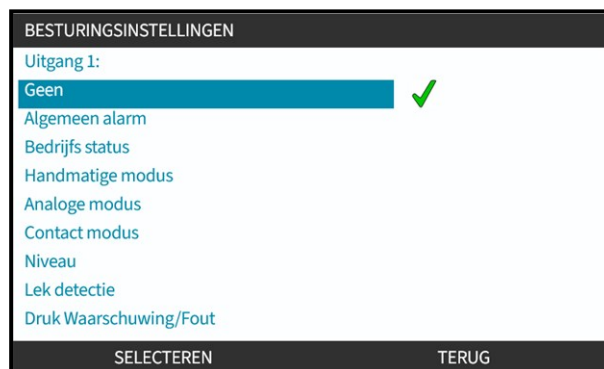 BESTURINGSINSTELLINGEN
Uitgang 1:
Geen
Algemeen alarm
Bedrijfs status
Handmatige modus
Analoge modus
Contact modus
Niveau
Lek detectie
Druk Waarschuwing/Fout
SELECTEREN TERUG